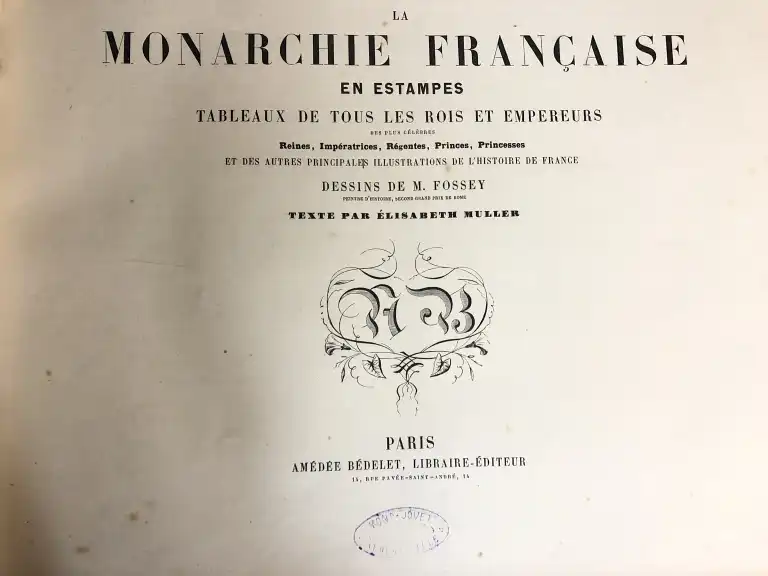 LA
MONARCHIE FRANÇAISE
EN ESTAMPES
TABLEAUX DE TOUS LES ROIS ET EMPEREURS
DES PLUS CÉLÈBRES
Reines, Impératrices, Régentes, Princes, Princesses
ET DES AUTRES PRINCIPALES ILLUSTRATIONS DE L'HISTOIRE DE FRANCE
DESSINS DE M. FOSSEY
PEINTRE D'HISTOIRE, SECOND GRAND PRIX DE ROME
TEXTE PAR ÉLISABETH MULLER
A B
PARIS
AMÉDÉE BÉDELET, LIBRAIRE-ÉDITEUR
14, RUE PAVÉE-SAINT-ANDRÉ, 14